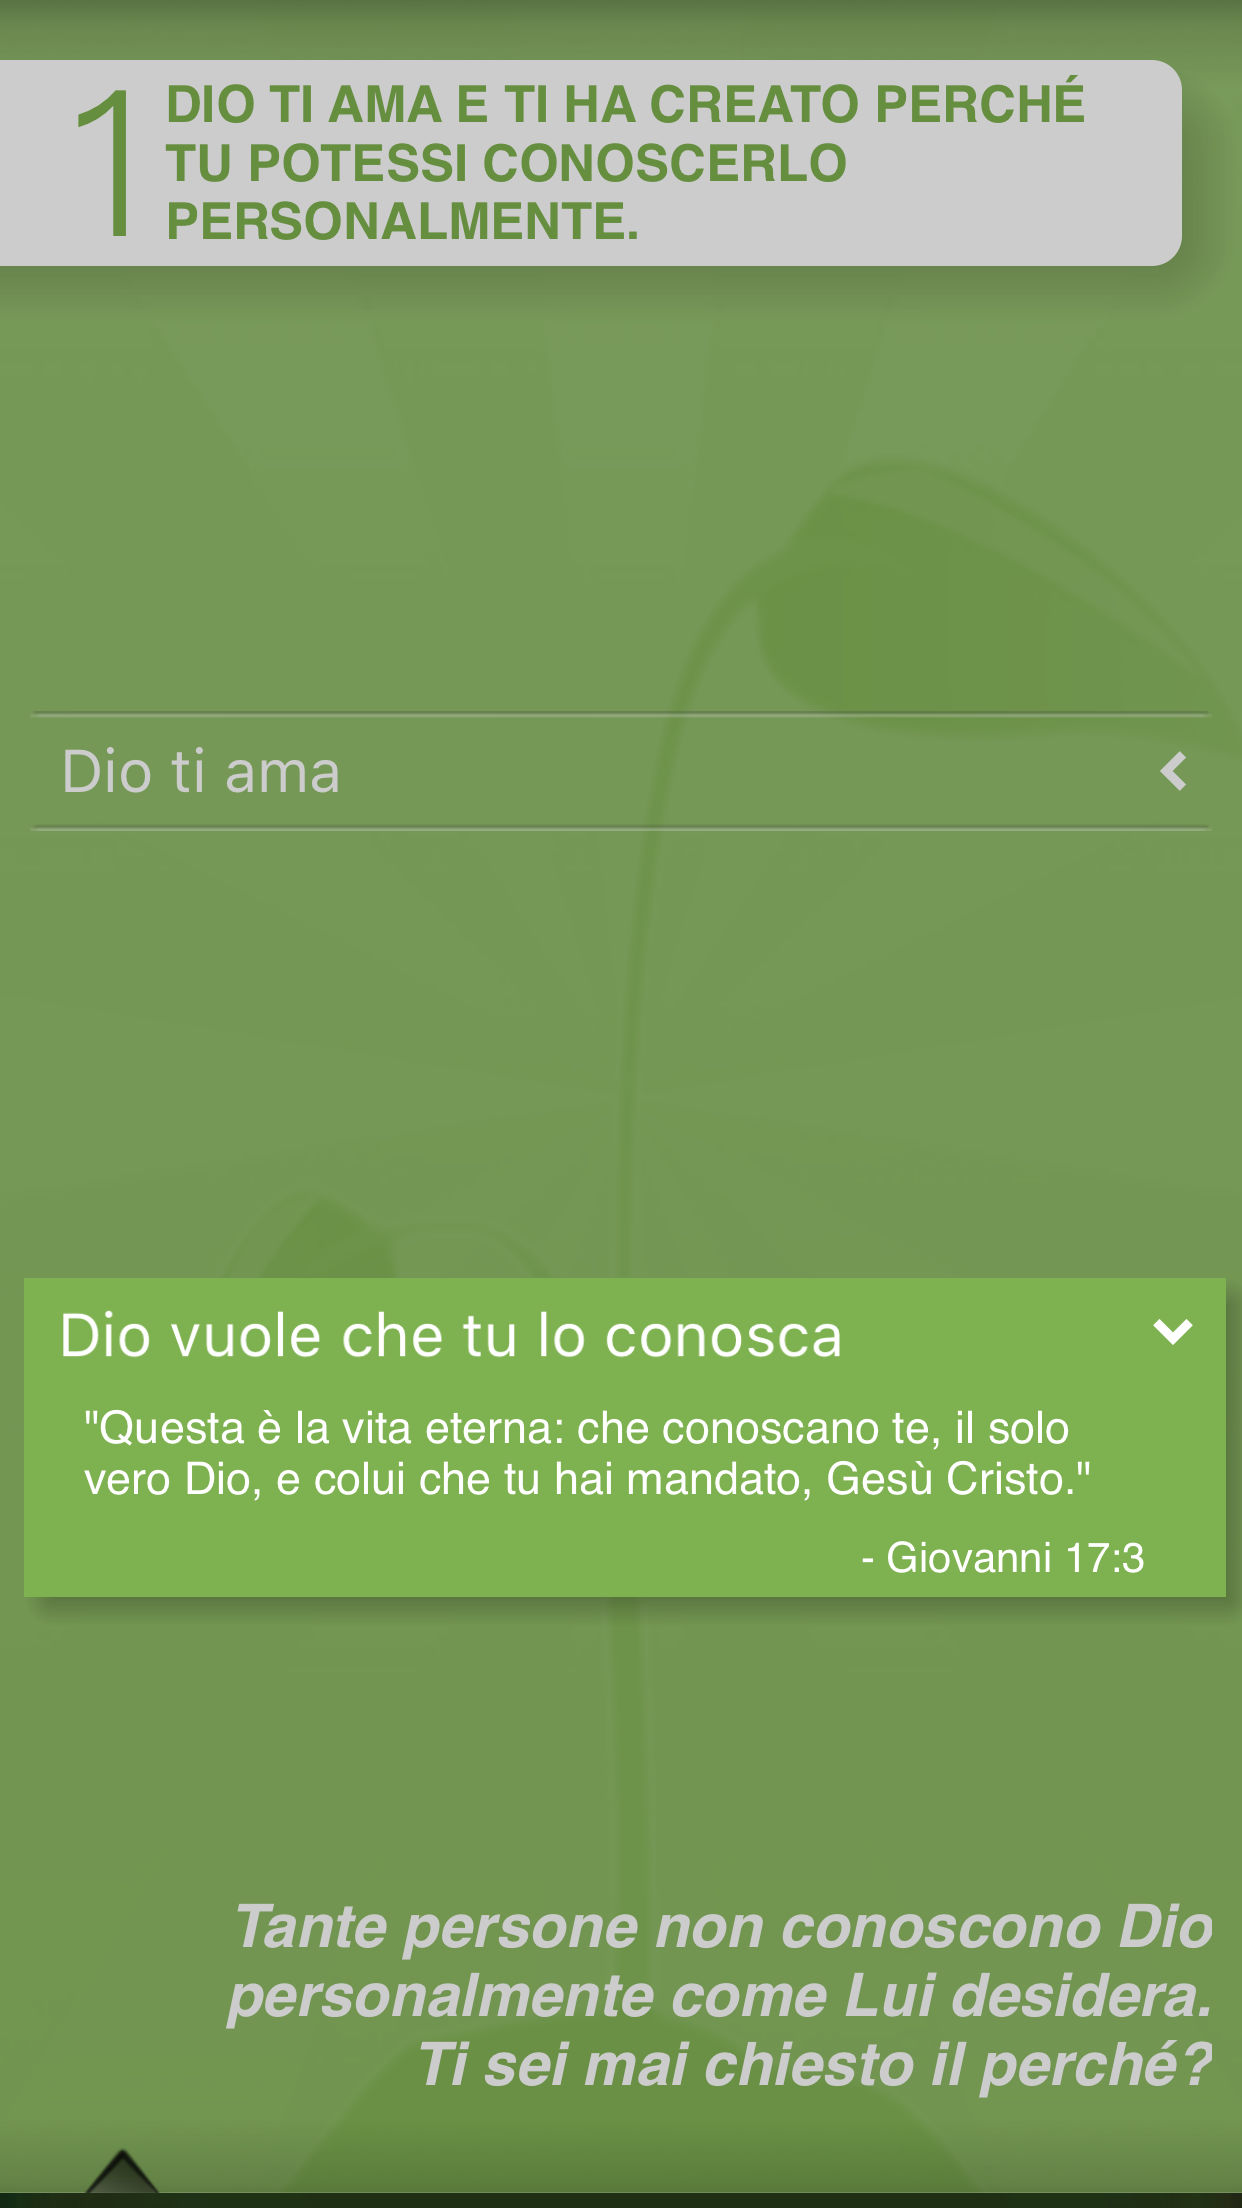 1
DIO TI AMA E TI HA CREATO PERCHÉ
TU POTESSI CONOSCERLO
PERSONALMENTE.
Dio ti ama
Dio vuole che tu lo conosca
"Questa è la vita eterna: che conoscano te, il solo
vero Dio, e colui che tu hai mandato, Gesù Cristo."
- Giovanni 17:3
Tante persone non conoscono Dio
personalmente come Lui desidera.
Ti sei mai chiesto il perché?